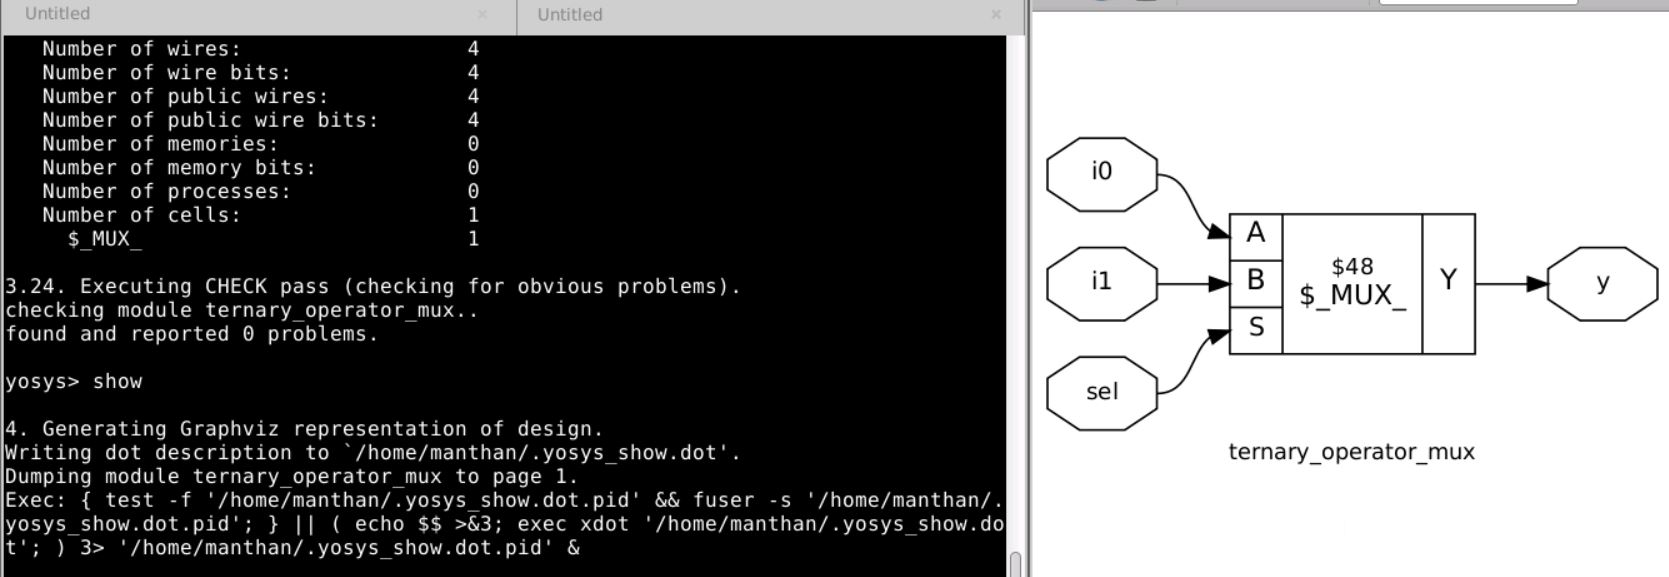 Untitled
Untitled
Number of wires: 4
Number of wire bits: 4
Number of public wires: 4
Number of public wire bits: 4
Number of memories: 0
Number of memory bits: 0
Number of processes: 0
Number of cells: 1
$_MUX_ 1
3.24. Executing CHECK pass (checking for obvious problems).
checking module ternary_operator_mux..
found and reported 0 problems.
yosys> show
4. Generating Graphviz representation of design.
Writing dot description to `/home/manthan/.yosys_show.dot'.
Dumping module ternary_operator_mux to page 1.
Exec: { test -f '/home/manthan/.yosys_show.dot.pid' && fuser -s '/home/manthan/.
yosys_show.dot.pid'; } || ( echo $$ >&3; exec xdot '/home/manthan/.yosys_show.do
t'; ) 3> '/home/manthan/.yosys_show.dot.pid' &
i0
i1
sel
A
B
S
$48
$_MUX_
Y
y
ternary_operator_mux